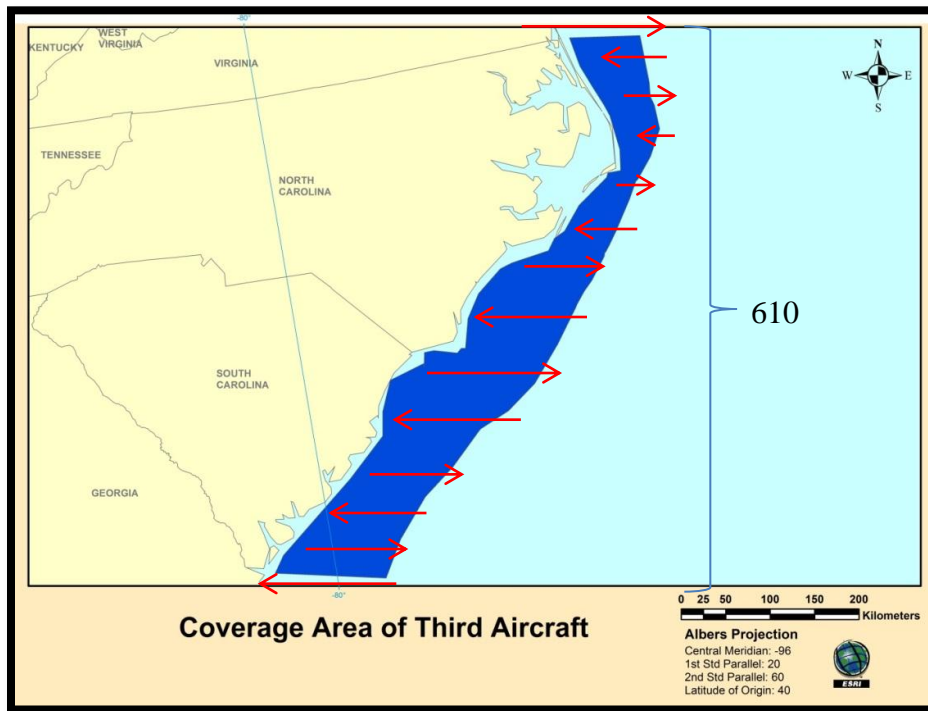 -80°
WEST
VIRGINIA
KENTUCKY
VIRGINIA
N
W E
S
TENNESSEE
NORTH
CAROLINA
610
SOUTH
CAROLINA
GEORGIA
-80°
Coverage Area of Third Aircraft
0 25 50 100 150 200
Kilometers
Albers Projection
Central Meridian: -96
1st Std Parallel: 20
2nd Std Parallel: 60
Latitude of Origin: 40
ESRI